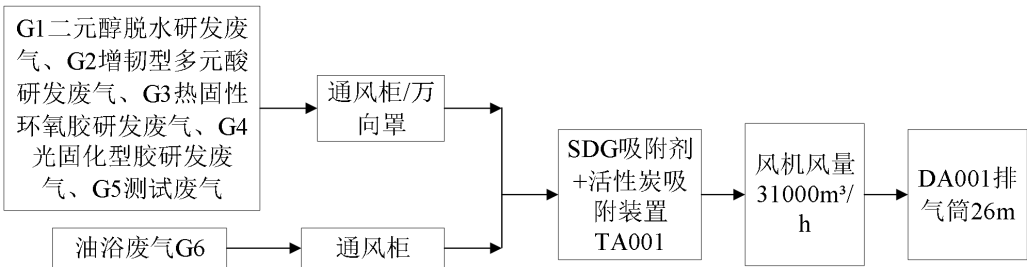 G1二元醇脱水研发废
气、G2增韧型多元酸
研发废气、G3热固性
环氧胶研发废气、G4
光固化型胶研发废
气、G5测试废气
通风柜/万
向罩
油浴废气G6
通风柜
SDG吸附剂
+活性炭吸
附装置
TA001
风机风量
31000m³/
h
DA001排
气筒26m